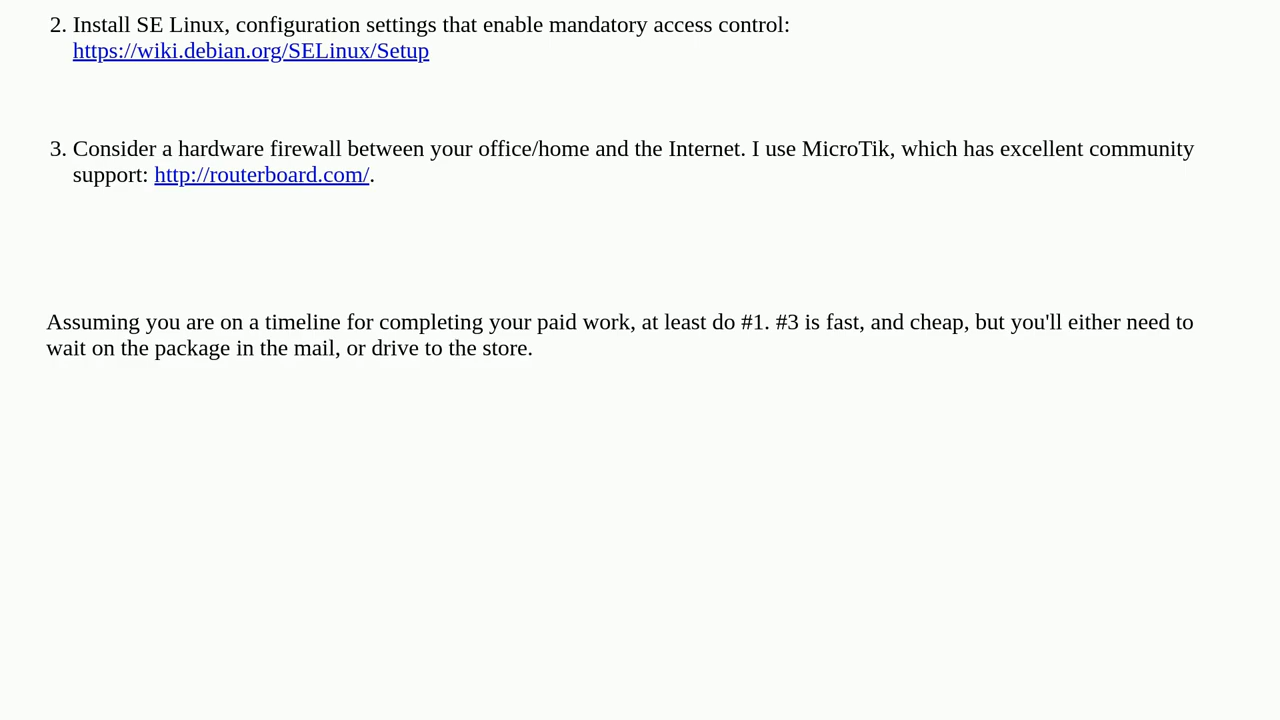 2. Install SE Linux, configuration settings that enable mandatory access control:
https://wiki.debian.org/SELinux/Setup
3. Consider a hardware firewall between your office/home and the Internet. I use MicroTik, which has excellent community
support: http://routerboard.com/.
Assuming you are on a timeline for completing your paid work, at least do #1. #3 is fast, and cheap, but you'll either need to
wait on the package in the mail, or drive to the store.